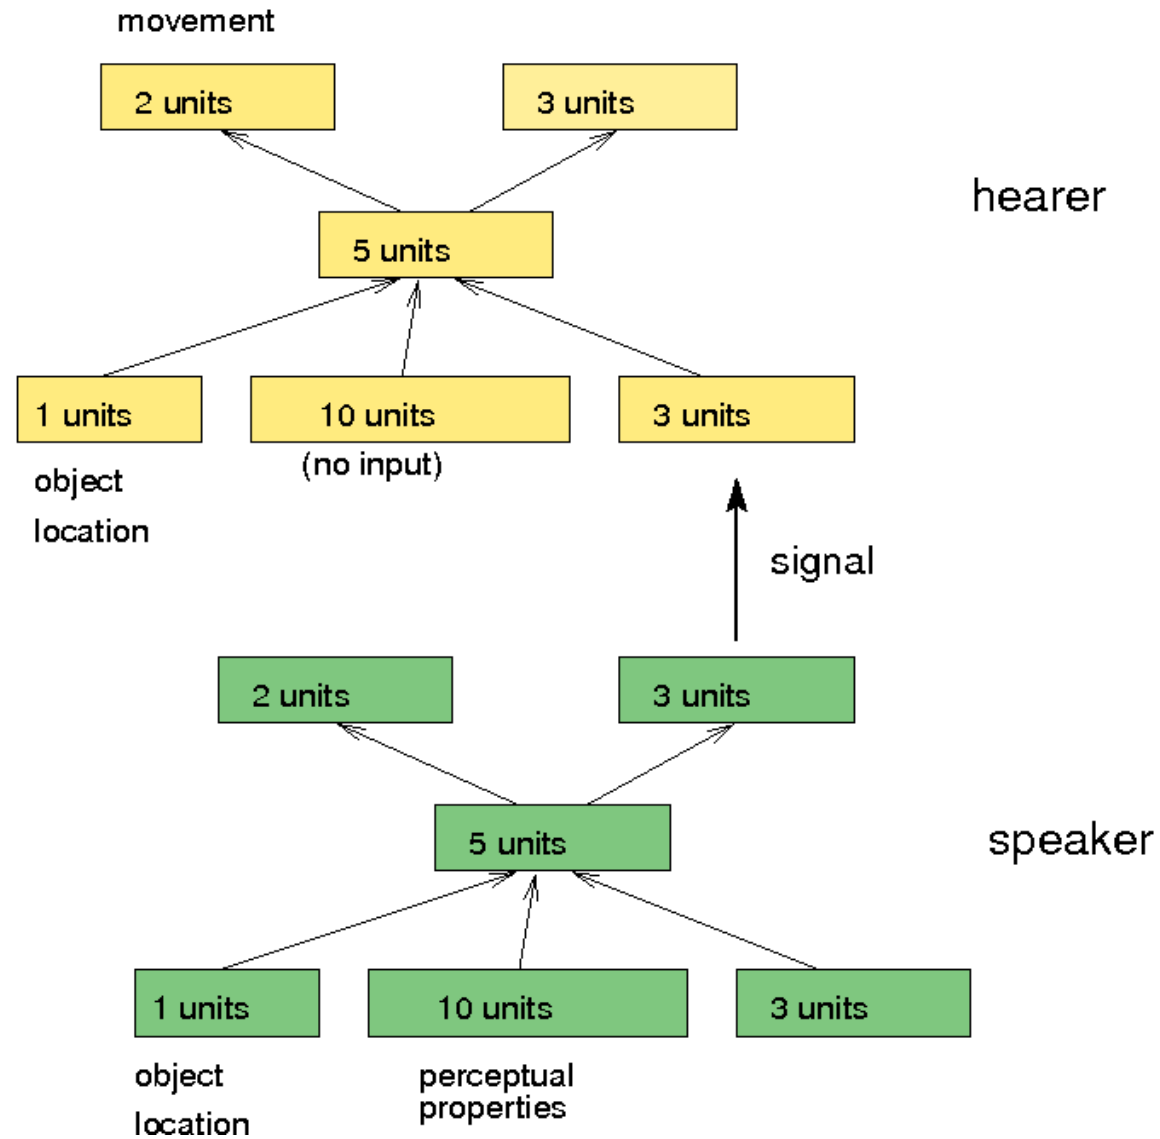 movement
2 units
3 units
hearer
5 units
1 units
10 units
3 units
(no input)
object
location
signal
2 units
3 units
5 units
speaker
1 units
10 units
3 units
object
location
perceptual
properties